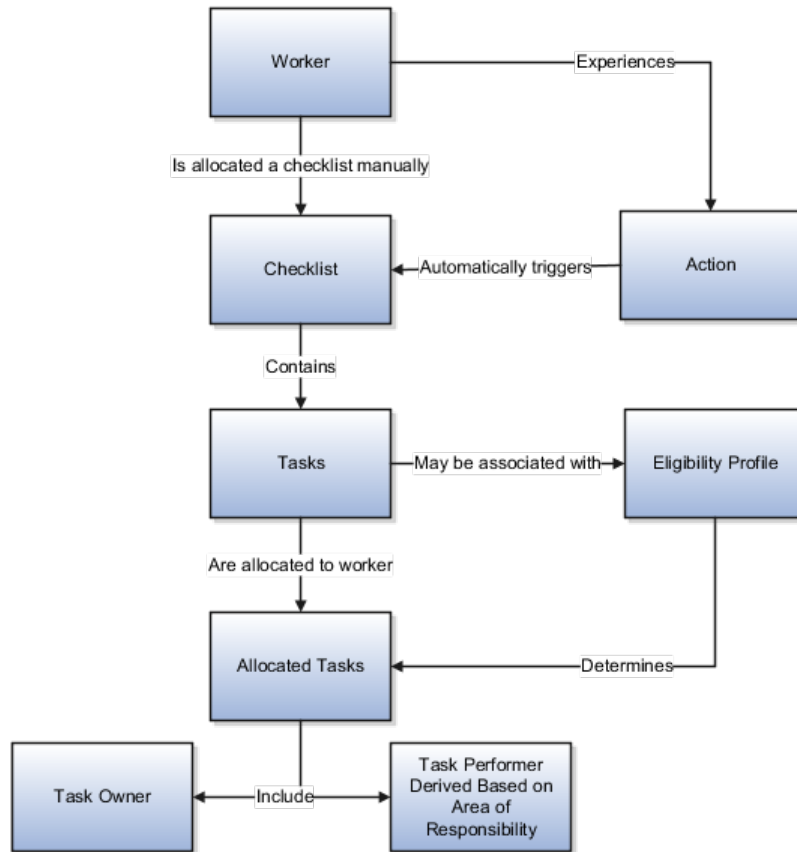 Worker
Experiences
Is allocated a checklist manually
Checklist
Automatically triggers
Action
Contains
Tasks
May be associated with
Eligibility Profile
Are allocated to worker
Allocated Tasks
Determines
Task Owner
Include
Task Performer
Derived Based on
Area of
Responsibility